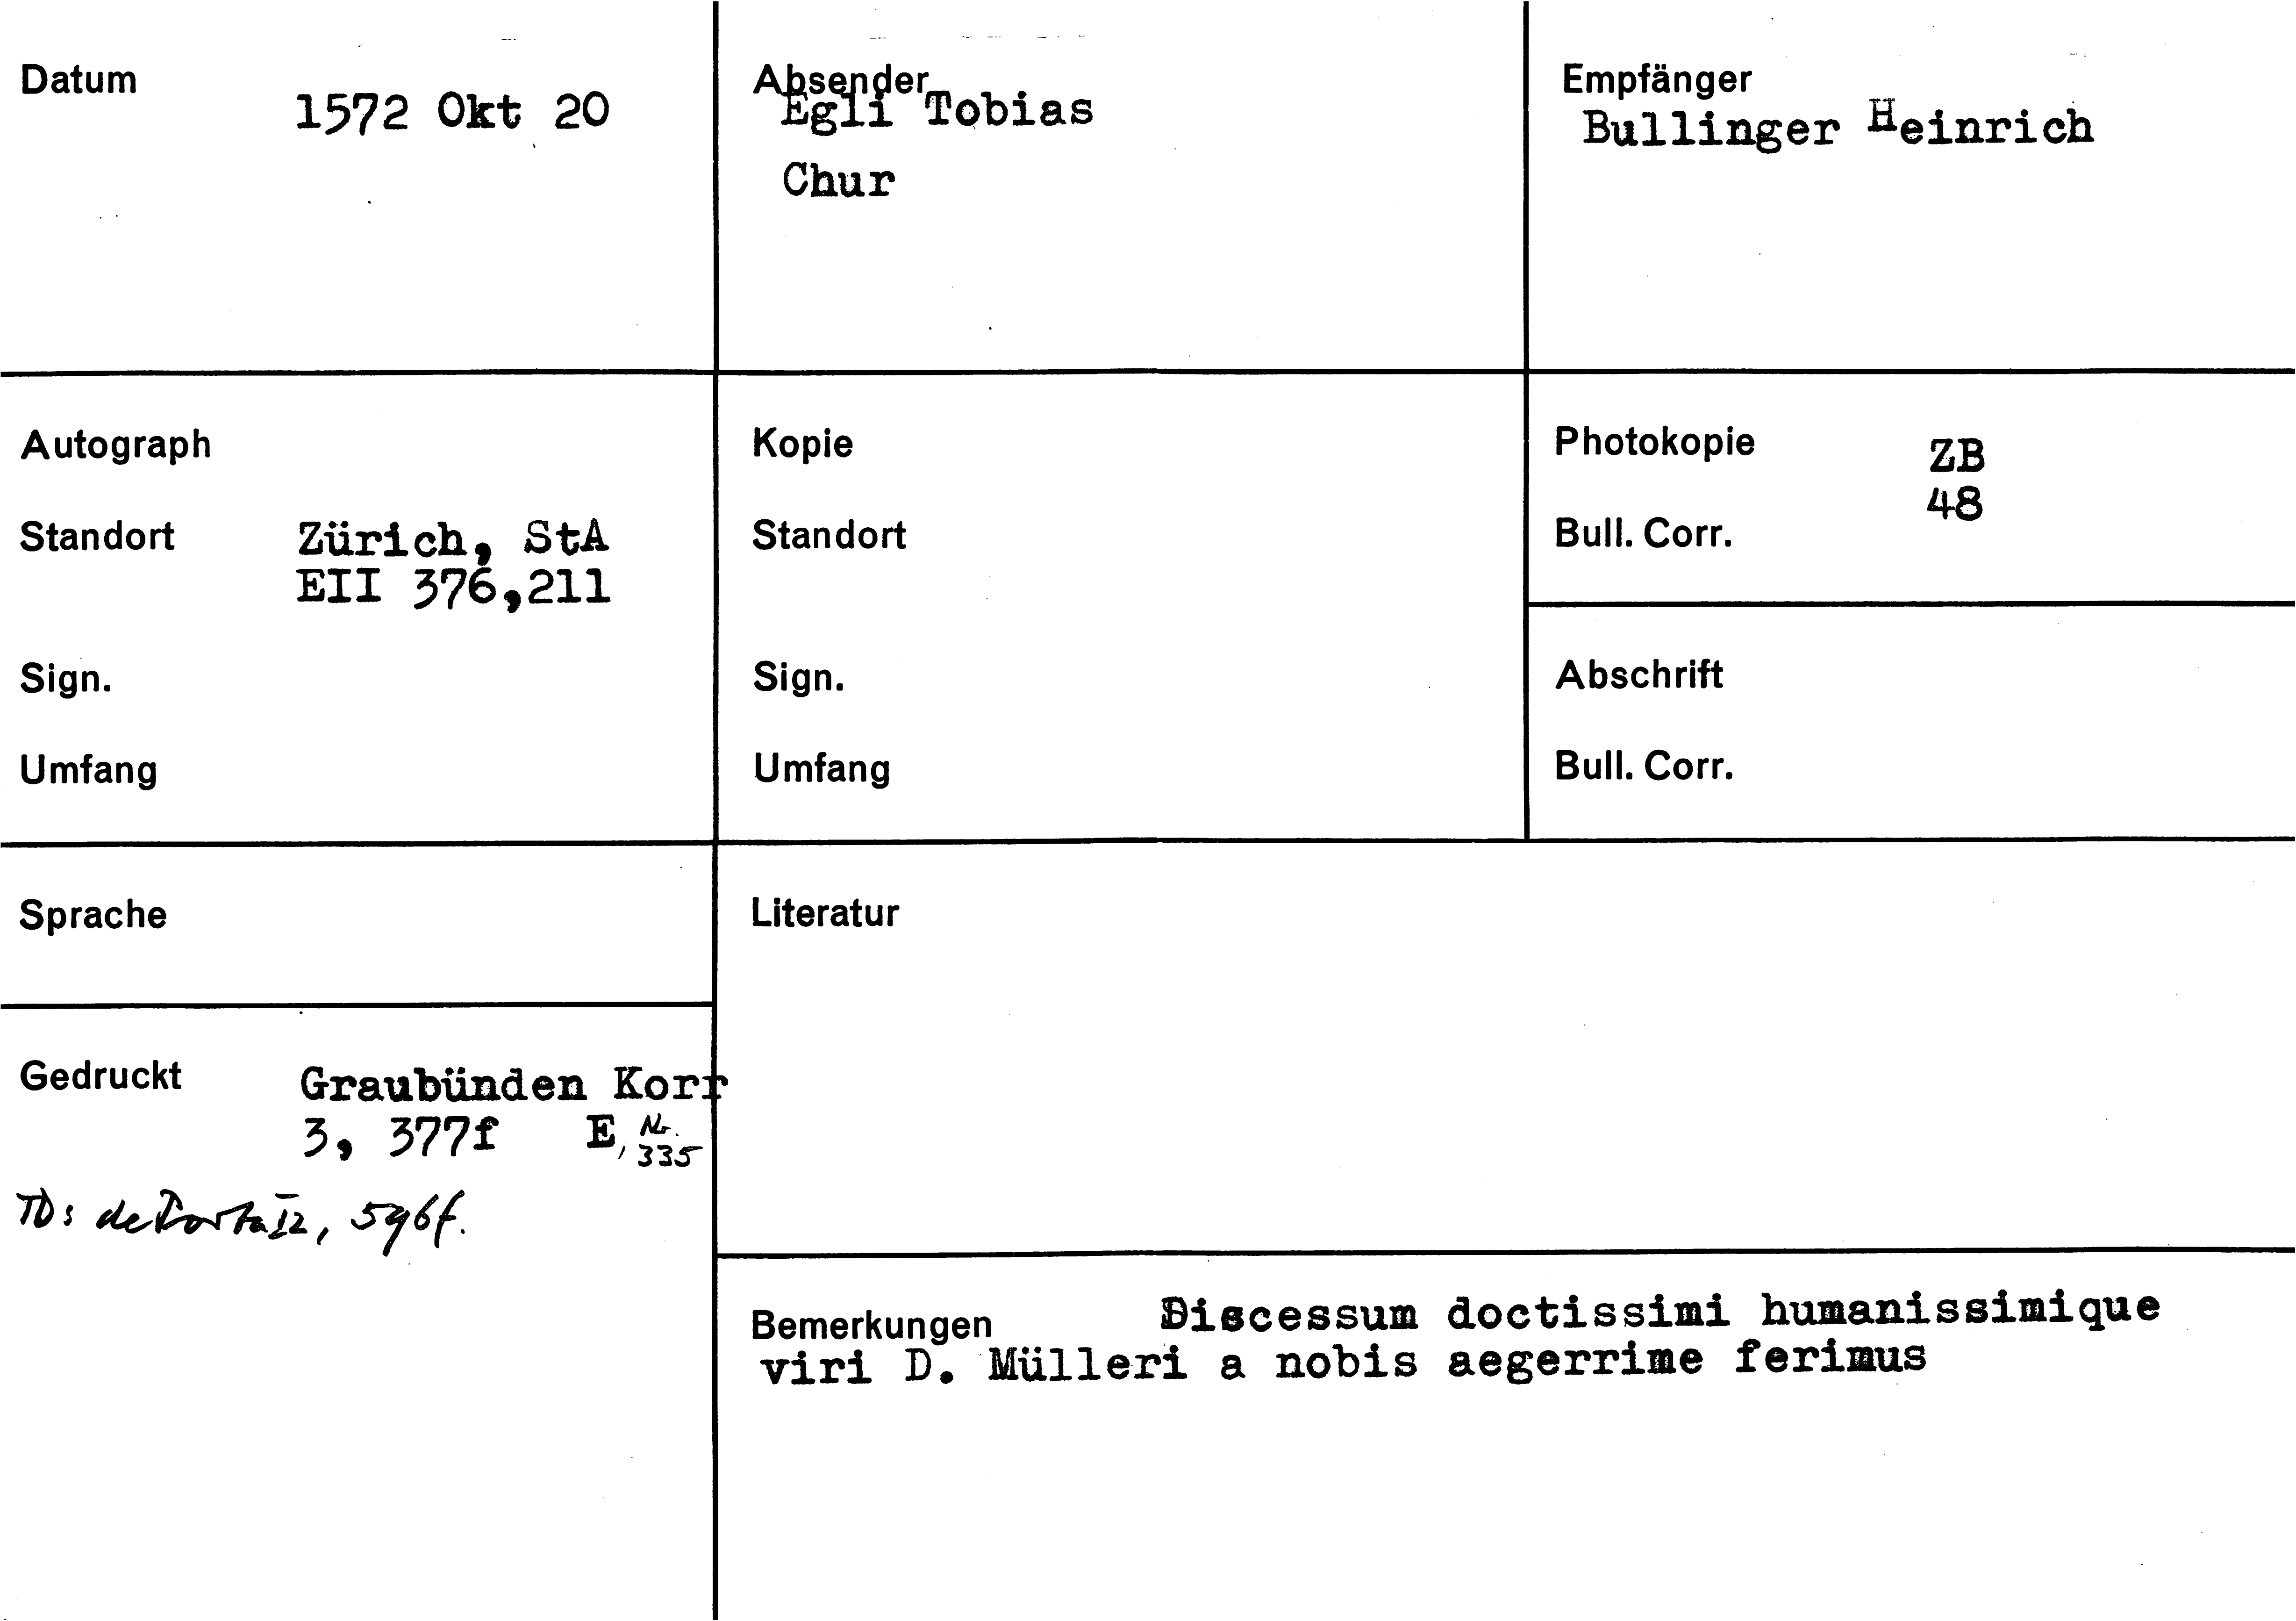 Datum
1572 Okt 20
Absender
Egli Tobias
Chur
Empfänger
Bullinger Heinrich
Autograph
Standort
Zürich, StA
EII 376,211
Sign.
Umfang
Kopie
Standort
Sign.
Umfang
Photokopie
ZB
48
Bull. Corr.
Abschrift
Bull. Corr.
Sprache
Literatur
Gedruckt
Graubünden Korr
3, 377f E, Nr. 335
TD: de Porta I2, 596f.
Bemerkungen
Discessum doctissimi humanissimique
viri D. Mülleri a nobis aegerrime ferimus